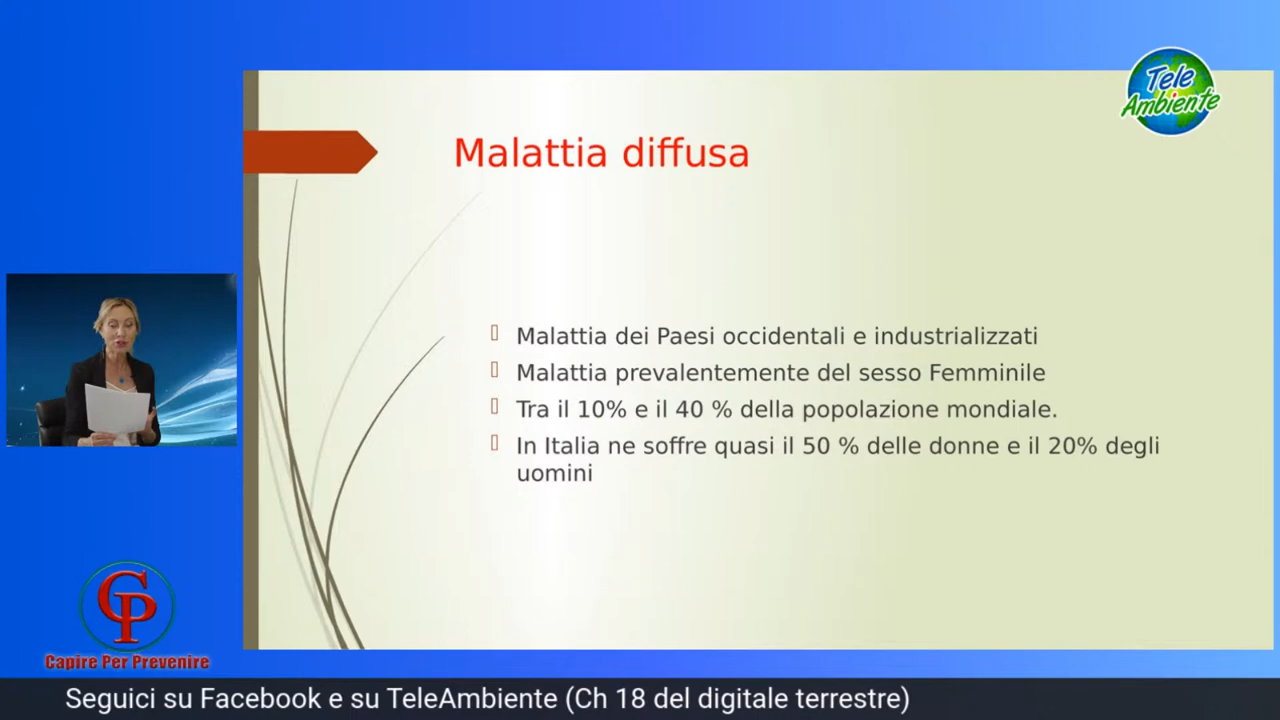 Tele
Ambiente
Malattia diffusa
Malattia dei Paesi occidentali e industrializzati
Malattia prevalentemente del sesso Femminile
Tra il 10% e il 40 % della popolazione mondiale.
In Italia ne soffre quasi il 50 % delle donne e il 20% degli
uomini
CP
Capire Per Prevenire
Seguici su Facebook e su TeleAmbiente (Ch 18 del digitale terrestre)